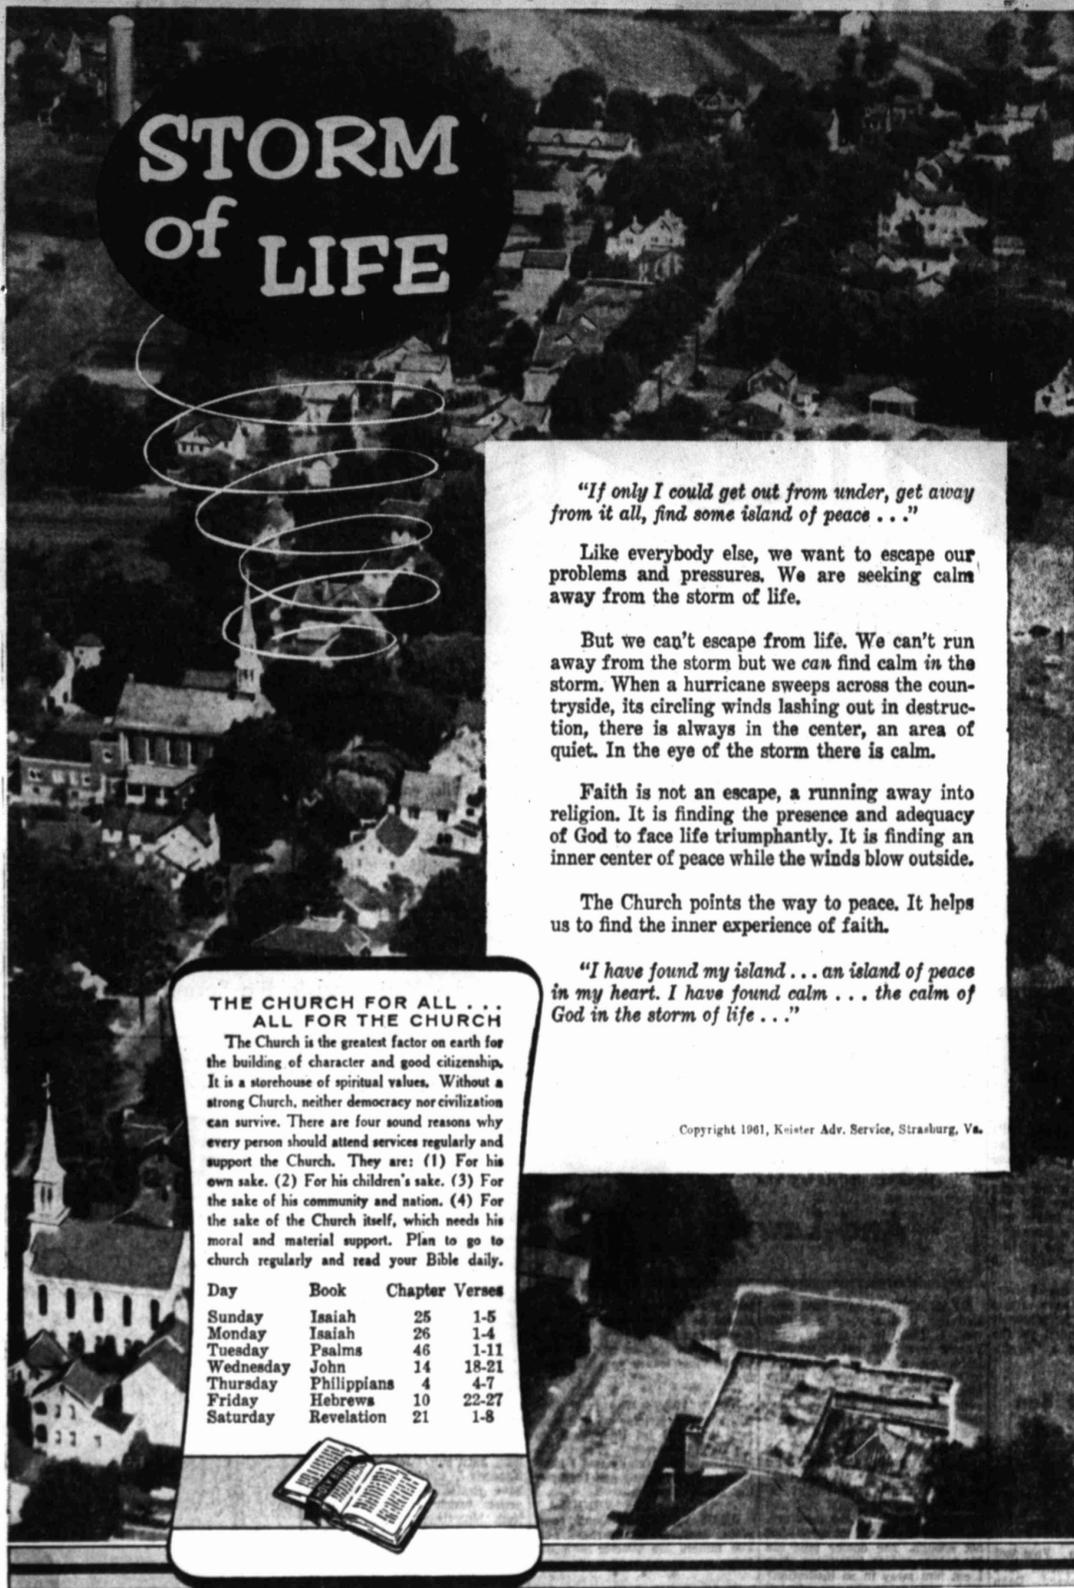 STORM
of LIFE
"If only I could get out from under, get away
from it all, find some island of peace . . ."
Like everybody else, we want to escape our
problems and pressures. We are seeking calm
away from the storm of life.
But we can't escape from life. We can't run
away from the storm but we can find calm in the
storm. When a hurricane sweeps across the coun-
tryside, its circling winds lashing out in destruc-
tion, there is always in the center, an area of
quiet. In the eye of the storm there is calm.
Faith is not an escape, a running away into
religion. It is finding the presence and adequacy
of God to face life triumphantly. It is finding an
inner center of peace while the winds blow outside.
The Church points the way to peace. It helps
us to find the inner experience of faith.
"I have found my island . . . an island of peace
in my heart. I have found calm . . . the calm of
God in the storm of life . . ."
Copyright 1961, Keister Adv. Service, Strasburg, Va.
THE CHURCH FOR ALL . . .
ALL FOR THE CHURCH
The Church is the greatest factor on earth for
the building of character and good citizenship.
It is a storehouse of spiritual values. Without a
strong Church, neither democracy nor civilization
can survive. There are four sound reasons why
every person should attend services regularly and
support the Church. They are: (1) For his
own sake. (2) For his children's sake. (3) For
the sake of his community and nation. (4) For
the sake of the Church itself, which needs his
moral and material support. Plan to go to
church regularly and read your Bible daily.
Day Book Chapter Verses
Sunday Isaiah 25 1-5
Monday Isaiah 26 1-4
Tuesday Psalms 46 1-11
Wednesday John 14 18-21
Thursday Philippians 4 4-7
Friday Hebrews 10 22-27
Saturday Revelation 21 1-8